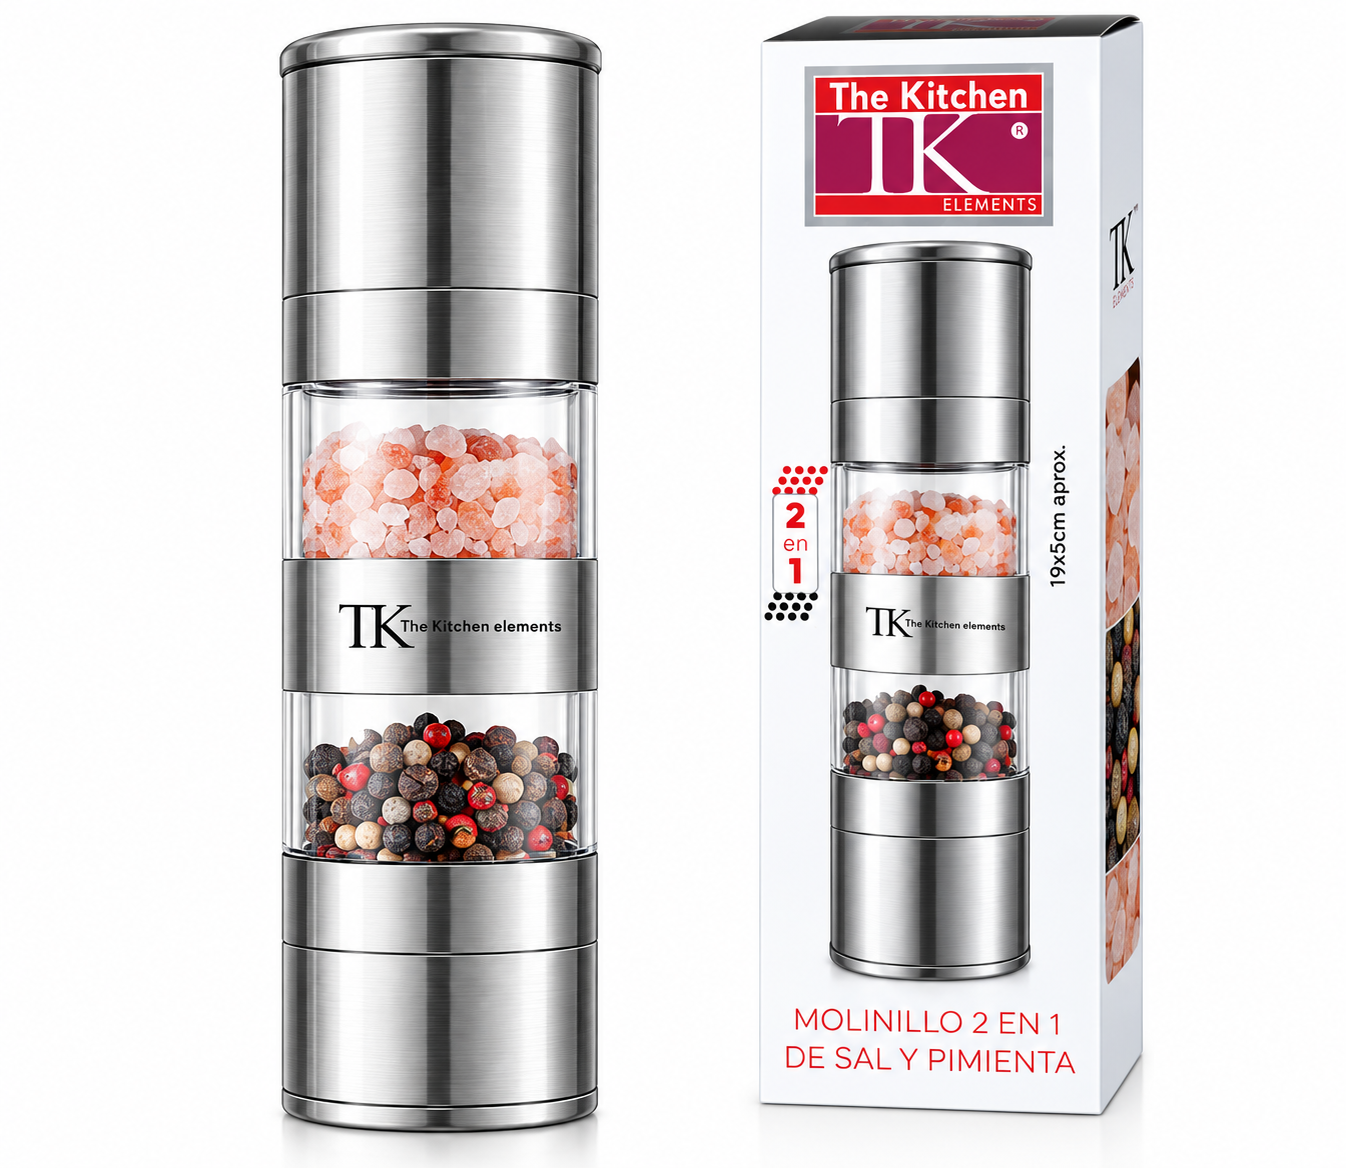 TK The Kitchen elements
The Kitchen
TK ®
ELEMENTS
TK
ELEMENTS
2
en
1
19x5cm aprox.
TK The Kitchen elements
MOLINILLO 2 EN 1
DE SAL Y PIMIENTA